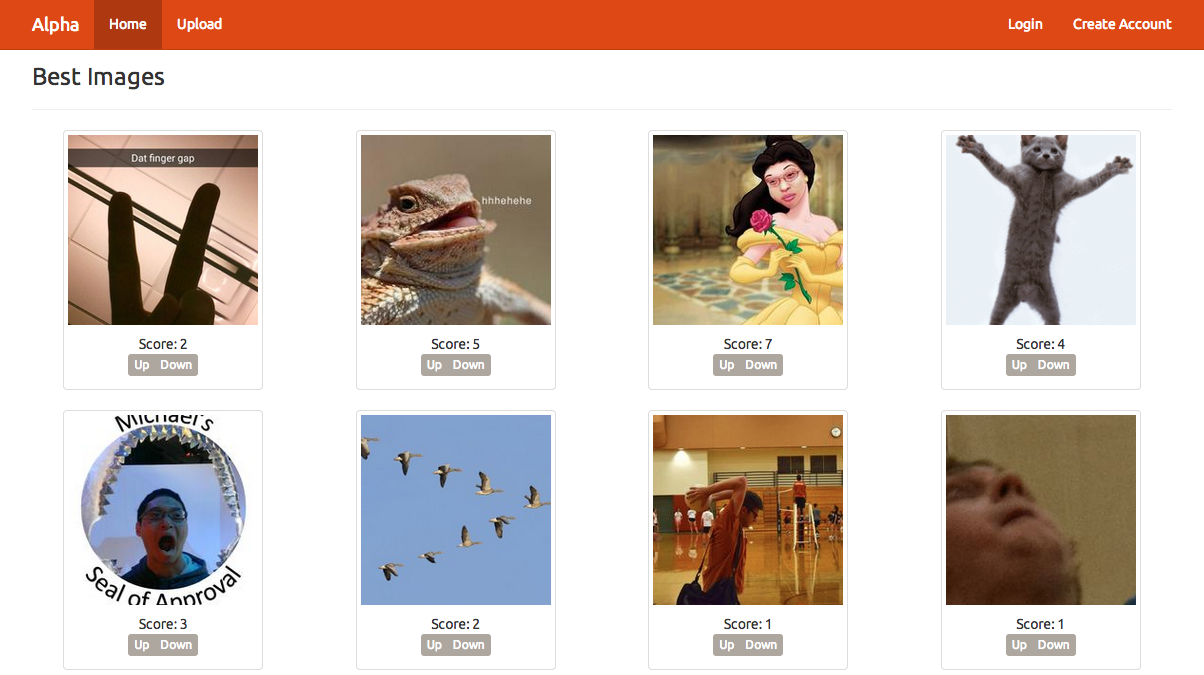 Alpha Home Upload Login Create Account
Best Images
Dat finger gap
hhhehehe
Score: 2
Up Down
Score: 5
Up Down
Score: 7
Up Down
Score: 4
Up Down
Michael's
Seal of Approval
Score: 3
Up Down
Score: 2
Up Down
Score: 1
Up Down
Score: 1
Up Down